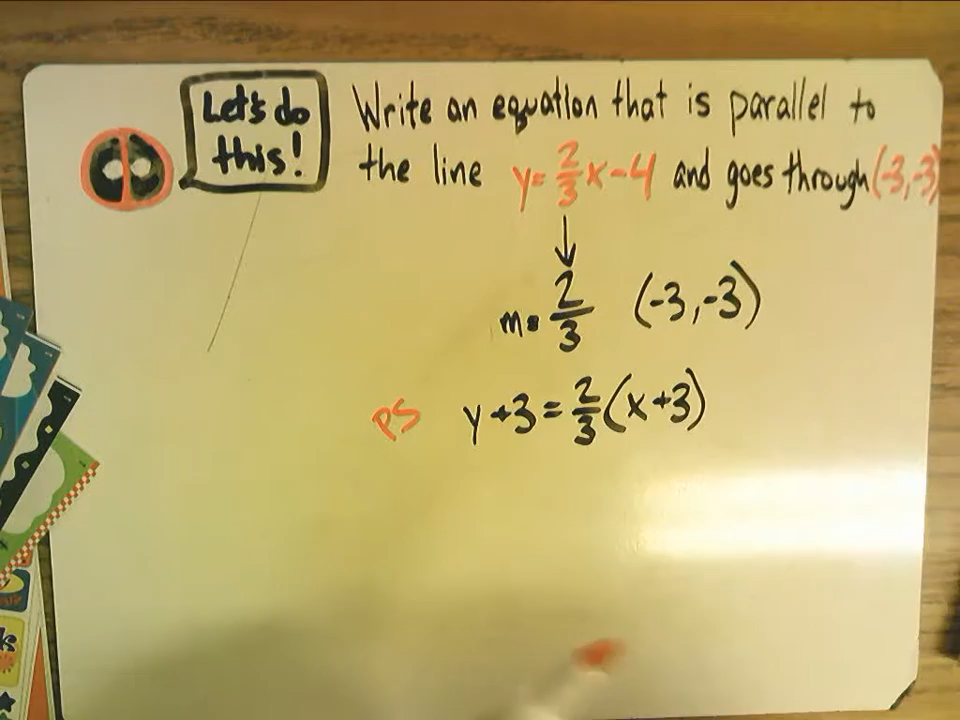 Let's do
this!
Write an equation that is parallel to
the line y=2/3x-4 and goes through (-3,-3)
m=2/3 (-3,-3)
PS y+3=2/3(x+3)